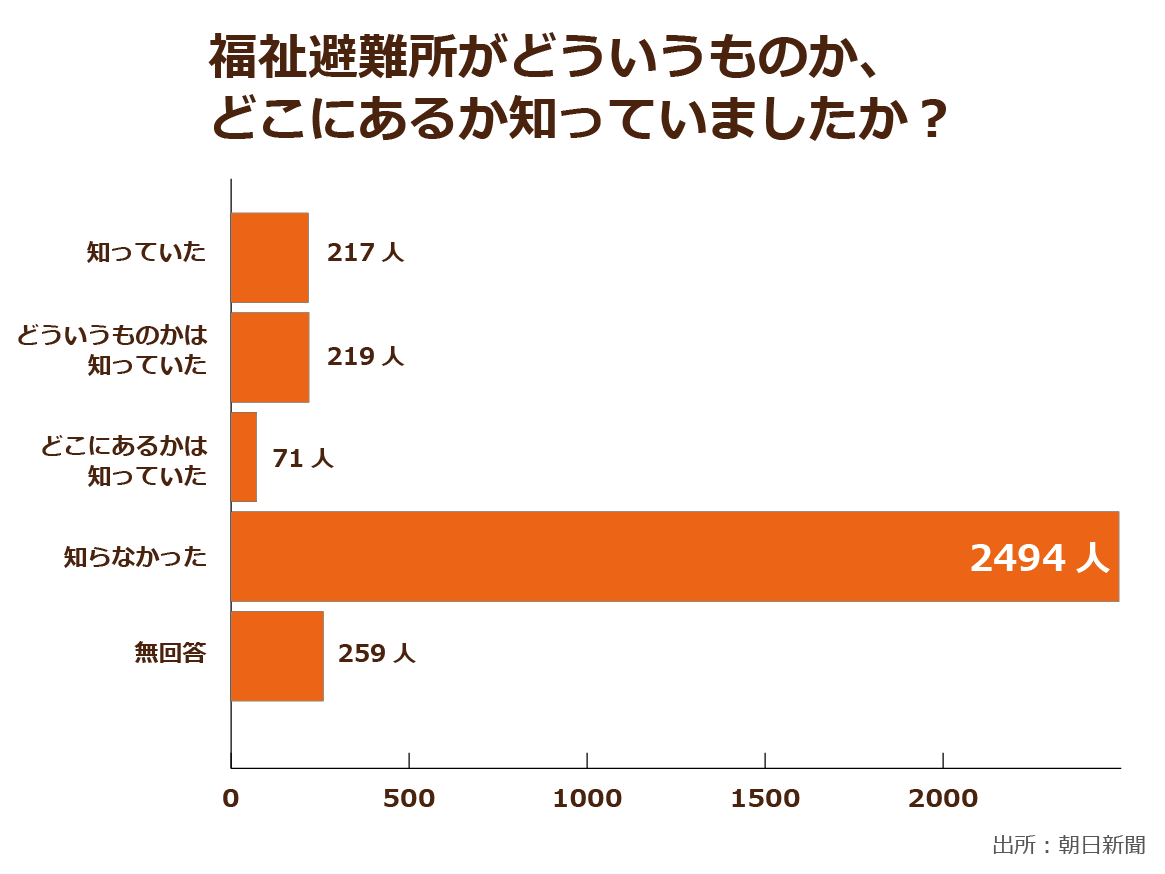 福祉避難所がどういうものか、
どこにあるか知っていましたか？
知っていた
217 人
どういうものかは
知っていた
219 人
どこにあるかは
知っていた
71 人
知らなかった
2494 人
無回答
259 人
0 500 1000 1500 2000
出所：朝日新聞